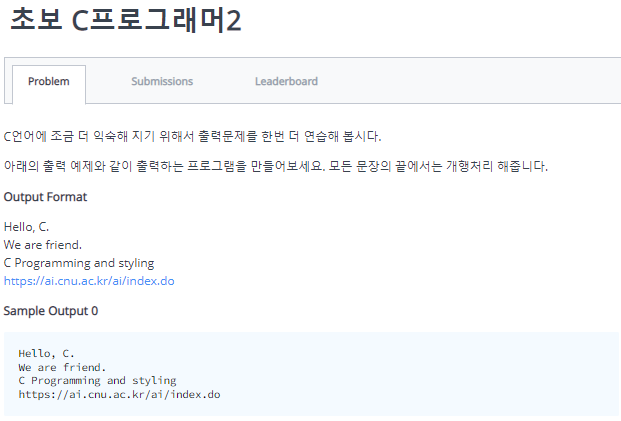 초보 C프로그래머2
Problem
Submissions
Leaderboard
C언어에 조금 더 익숙해 지기 위해서 출력문제를 한번 더 연습해 봅시다.
아래의 출력 예제와 같이 출력하는 프로그램을 만들어보세요. 모든 문장의 끝에서는 개행처리 해줍니다.
Output Format
Hello, C.
We are friend.
C Programming and styling
https://ai.cnu.ac.kr/ai/index.do
Sample Output 0
Hello, C.
We are friend.
C Programming and styling
https://ai.cnu.ac.kr/ai/index.do